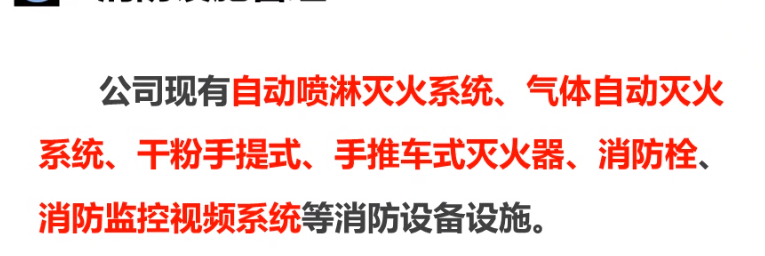 公司现有自动喷淋灭火系统、气体自动灭火
系统、干粉手提式、手推车式灭火器、消防栓、
消防监控视频系统等消防设备设施。